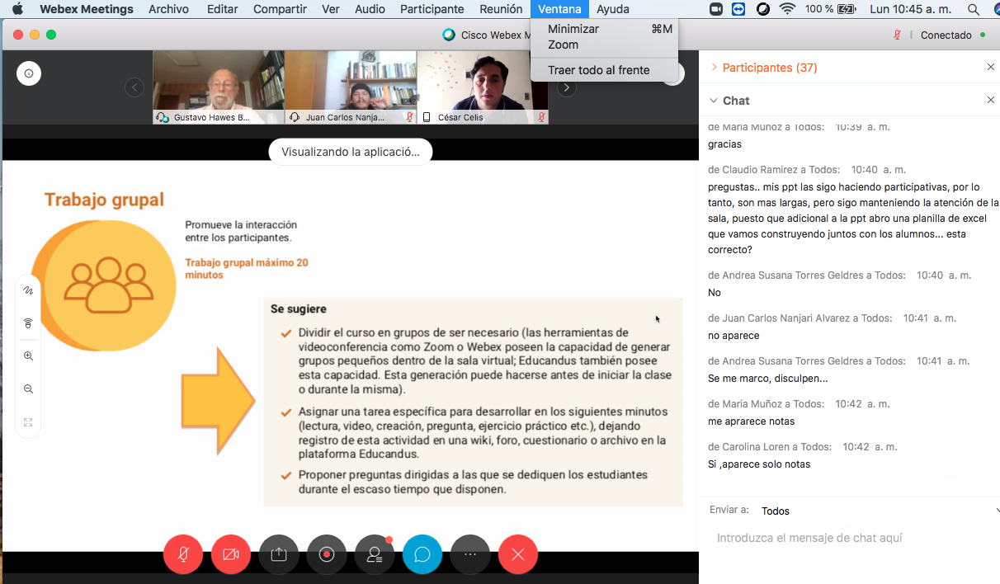 Webex Meetings Archivo Editar Compartir Ver Audio Participante Reunión Ventana Ayuda 100 % Lun 10:45 a. m.
Minimizar ⌘M
Zoom
Traer todo al frente
Cisco Webex M
Conectado
Gustavo Hawes B...
Juan Carlos Nanja...
César Celis
Visualizando la aplicació...
Trabajo grupal
Promueve la interacción
entre los participantes.
Trabajo grupal máximo 20
minutos
Se sugiere
Dividir el curso en grupos de ser necesario (las herramientas de
videoconferencia como Zoom o Webex poseen la capacidad de generar
grupos pequeños dentro de la sala virtual; Educandus también posee
esta capacidad. Esta generación puede hacerse antes de iniciar la clase
o durante la misma).
Asignar una tarea específica para desarrollar en los siguientes minutos
(lectura, video, creación, pregunta, ejercicio práctico etc.), dejando
registro de esta actividad en una wiki, foro, cuestionario o archivo en la
plataforma Educandus.
Proponer preguntas dirigidas a las que se dediquen los estudiantes
durante el escaso tiempo que disponen.
Participantes (37)
Chat
de Maria Muñoz a Todos: 10:39 a. m.
gracias
de Claudio Ramirez a Todos: 10:40 a. m.
pregustas.. mis ppt las sigo haciendo participativas, por lo
tanto, son mas largas, pero sigo manteniendo la atención de la
sala, puesto que adicional a la ppt abro una planilla de excel
que vamos construyendo juntos con los alumnos... esta
correcto?
de Andrea Susana Torres Geldres a Todos: 10:40 a. m.
No
de Juan Carlos Nanjari Alvarez a Todos: 10:41 a. m.
no aparece
de Andrea Susana Torres Geldres a Todos: 10:41 a. m.
Se me marco, disculpen...
de Maria Muñoz a Todos: 10:42 a. m.
me aprarece notas
de Carolina Loren a Todos: 10:42 a. m.
Si ,aparece solo notas
Enviar a: Todos
Introduzca el mensaje de chat aquí